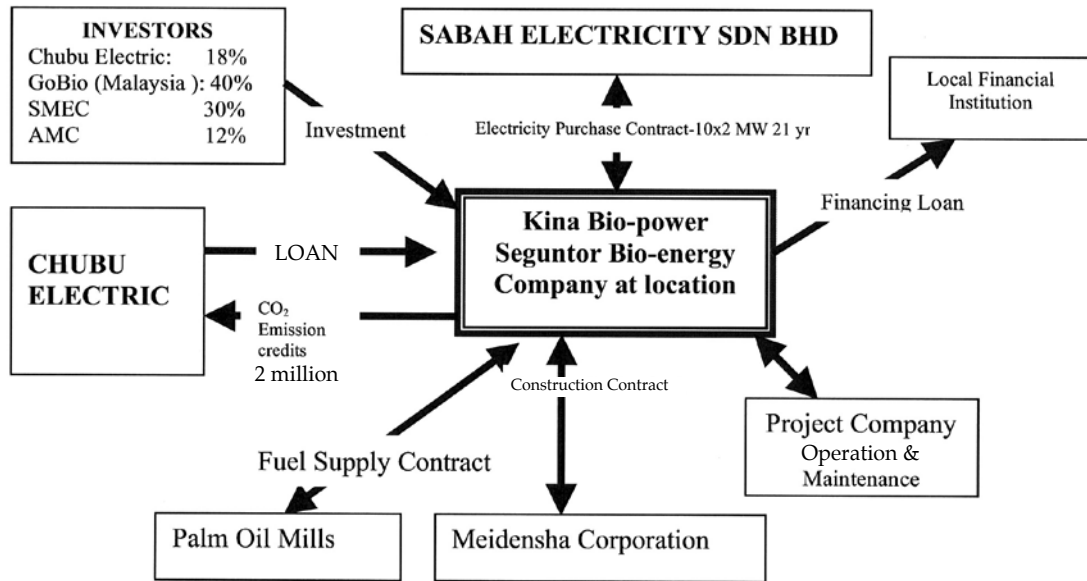 INVESTORS
Chubu Electric: 18%
GoBio (Malaysia ): 40%
SMEC 30%
AMC 12%
SABAH ELECTRICITY SDN BHD
Local Financial
Institution
Investment
Electricity Purchase Contract-10x2 MW 21 yr
Financing Loan
Kina Bio-power
Seguntor Bio-energy
Company at location
CHUBU
ELECTRIC
LOAN
CO₂
Emission
credits
2 million
Construction Contract
Fuel Supply Contract
Project Company
Operation &
Maintenance
Palm Oil Mills
Meidensha Corporation